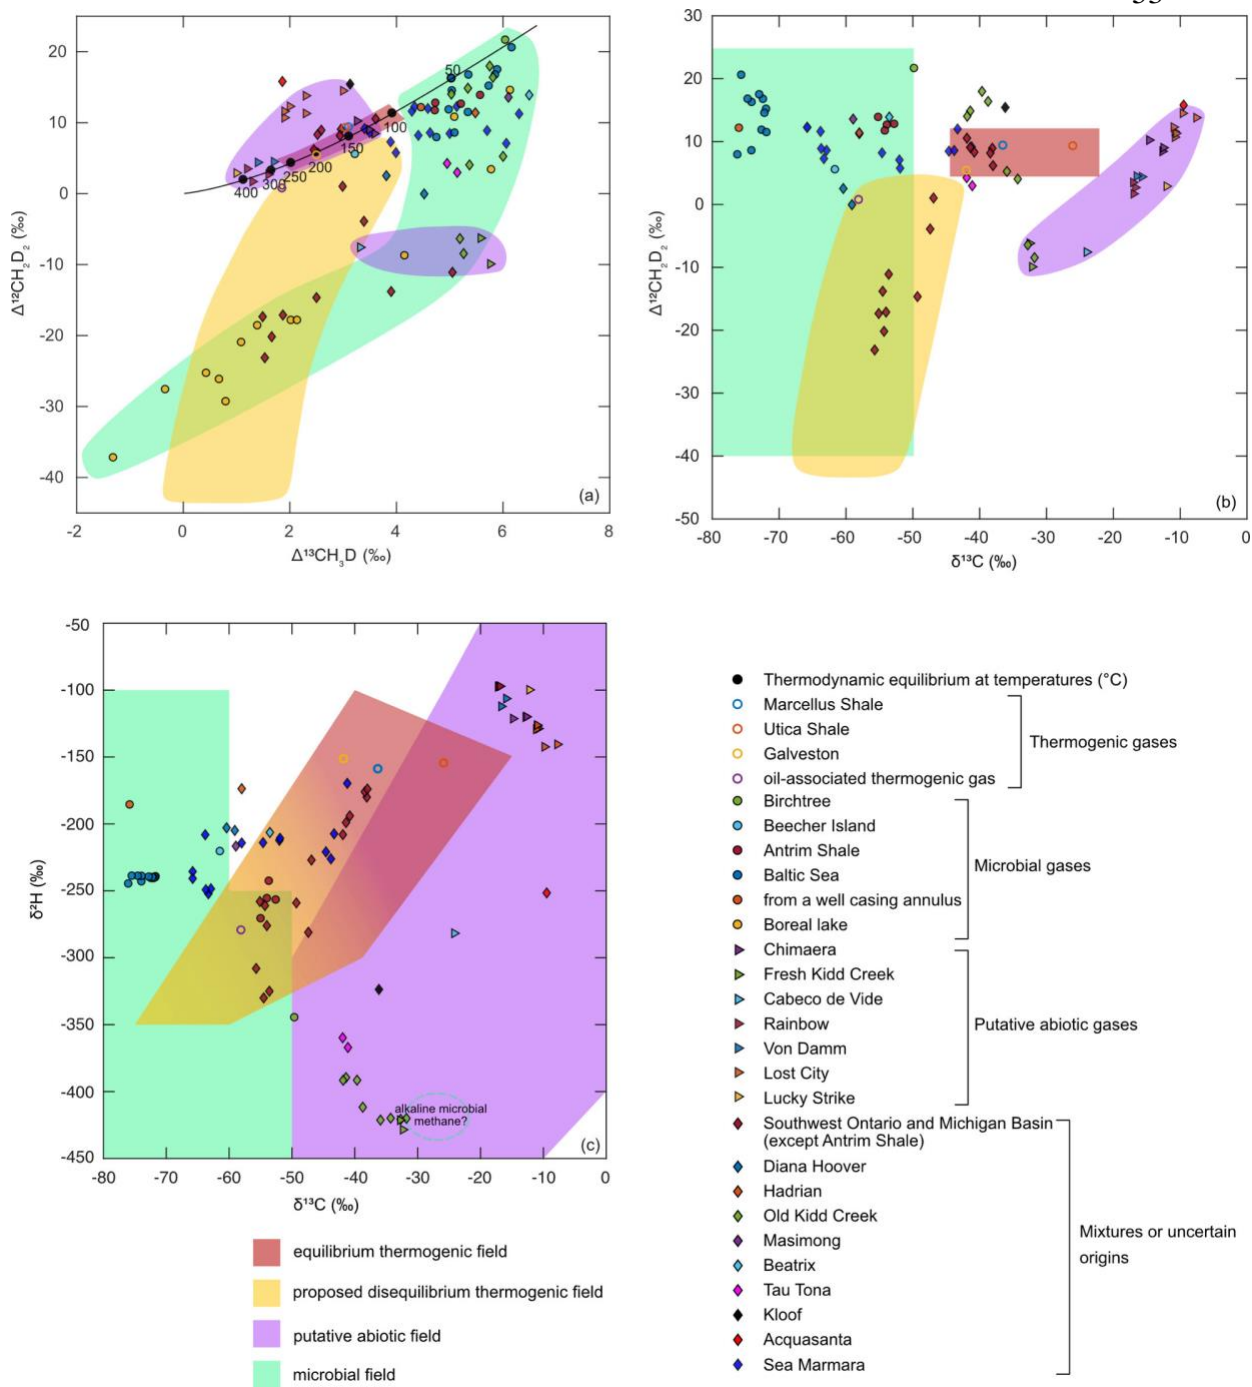 20
10
0
-10
-20
-30
-40
-2
0
2
4
6
8
50
100
150
200
250
300
400
Δ¹²CH₂D₂ (‰)
Δ¹³CH₃D (‰)
(a)
30
20
10
0
-10
-20
-30
-40
-50
-80
-70
-60
-50
-40
-30
-20
-10
0
Δ¹²CH₂D₂ (‰)
δ¹³C (‰)
(b)
-50
-100
-150
-200
-250
-300
-350
-400
-450
-80
-70
-60
-50
-40
-30
-20
-10
0
δ²H (‰)
δ¹³C (‰)
alkaline microbial
methane?
(c)
equilibrium thermogenic field
proposed disequilibrium thermogenic field
putative abiotic field
microbial field
Thermodynamic equilibrium at temperatures (°C)
Marcellus Shale
Utica Shale
Galveston
oil-associated thermogenic gas
Thermogenic gases
Birchtree
Beecher Island
Antrim Shale
Baltic Sea
from a well casing annulus
Boreal lake
Microbial gases
Chimaera
Fresh Kidd Creek
Cabeco de Vide
Rainbow
Von Damm
Lost City
Lucky Strike
Putative abiotic gases
Southwest Ontario and Michigan Basin
(except Antrim Shale)
Diana Hoover
Hadrian
Old Kidd Creek
Masimong
Beatrix
Tau Tona
Kloof
Acquasanta
Sea Marmara
Mixtures or uncertain
origins